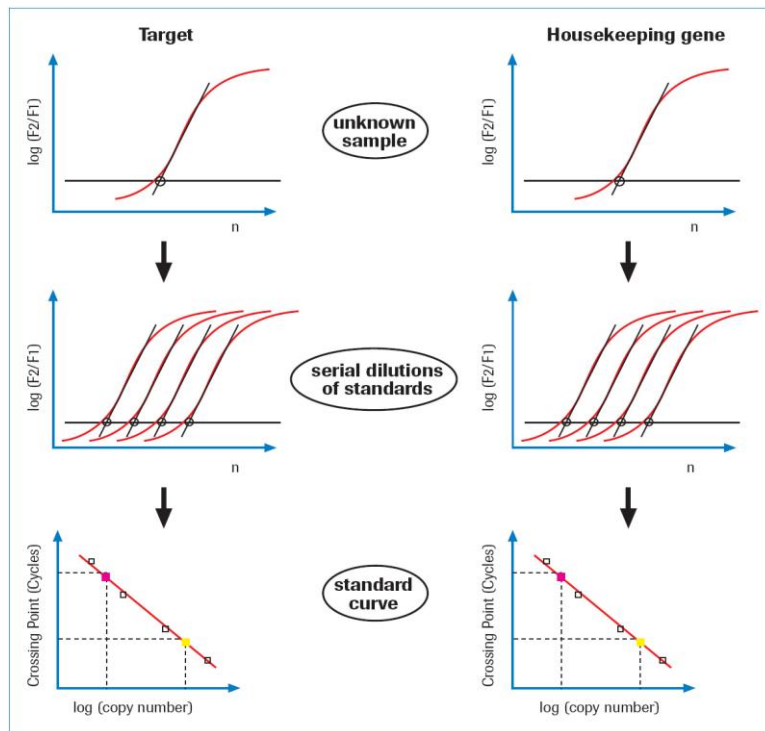 Target
Housekeeping gene
log (F2/F1)
n
unknown
sample
log (F2/F1)
n
log (F2/F1)
n
serial dilutions
of standards
log (F2/F1)
n
Crossing Point (Cycles)
log (copy number)
standard
curve
Crossing Point (Cycles)
log (copy number)